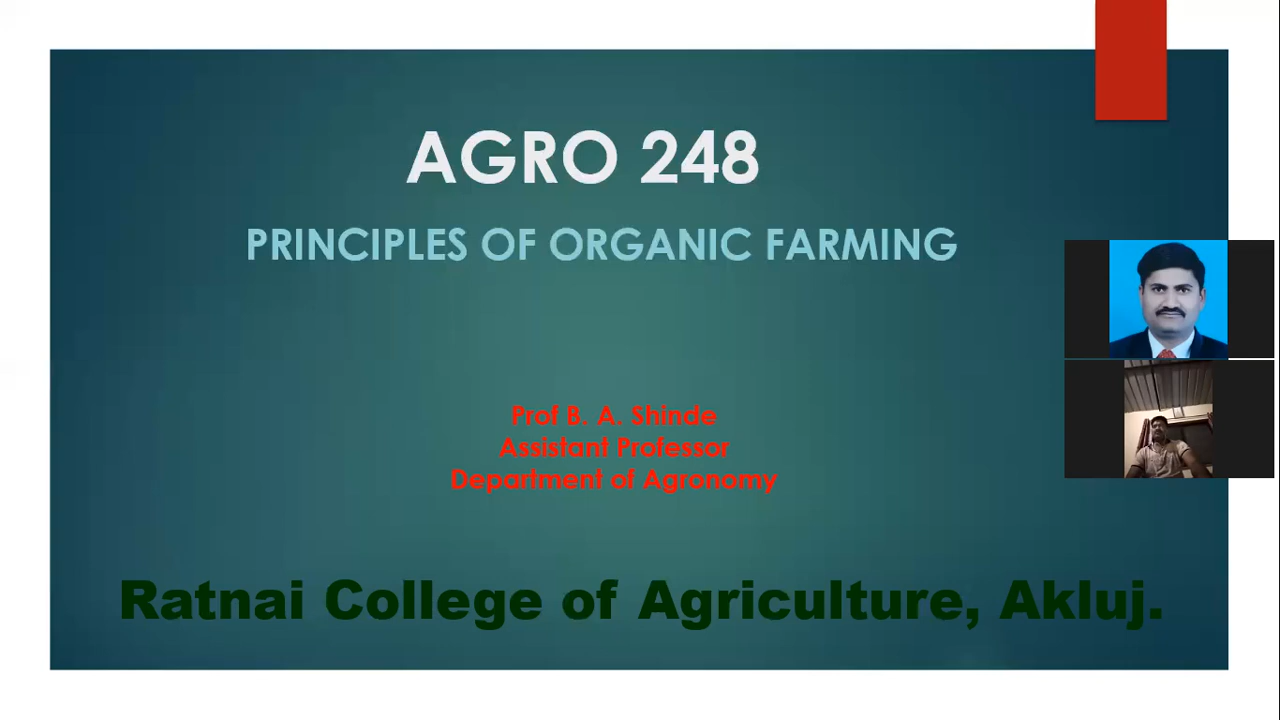 AGRO 248
PRINCIPLES OF ORGANIC FARMING
Prof B. A. Shinde
Assistant Professor
Department of Agronomy
Ratnai College of Agriculture, Akluj.